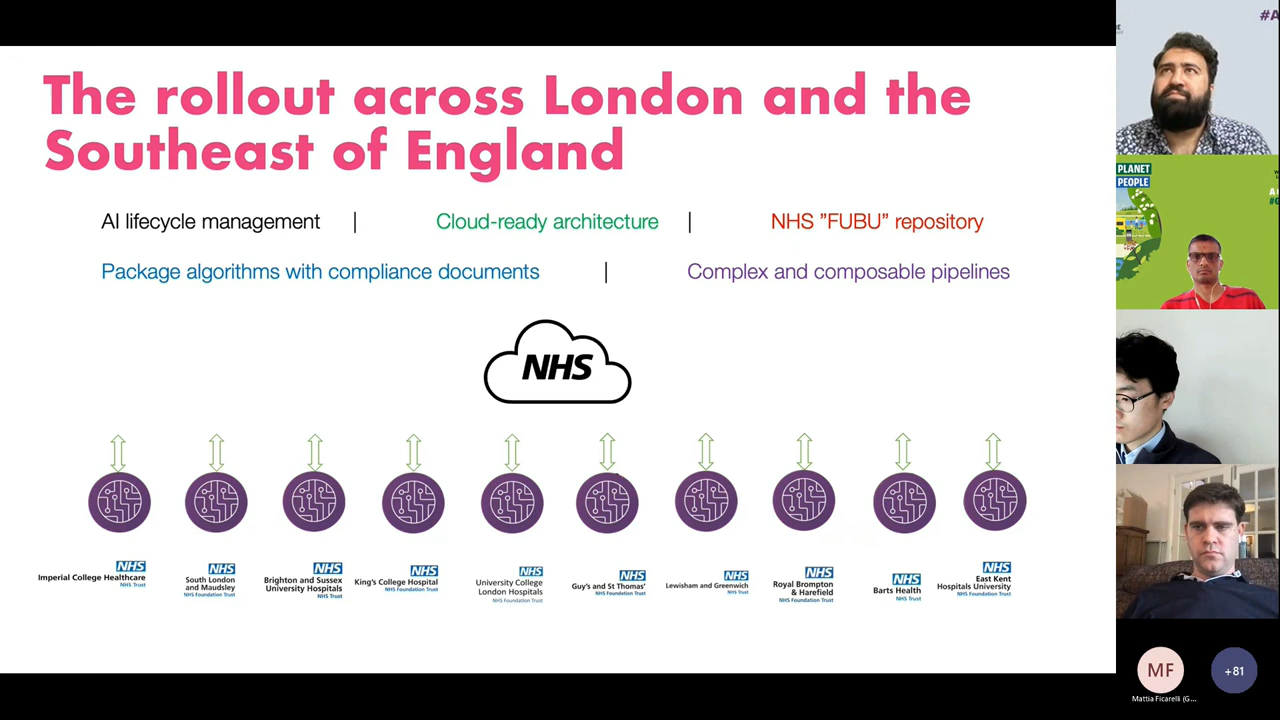 The rollout across London and the
Southeast of England
AI lifecycle management | Cloud-ready architecture | NHS ”FUBU” repository
Package algorithms with compliance documents | Complex and composable pipelines
NHS
NHS
Imperial College Healthcare
NHS Trust
NHS
South London
and Maudsley
NHS Foundation Trust
NHS
Brighton and Sussex
University Hospitals
NHS Trust
NHS
King's College Hospital
NHS Foundation Trust
NHS
University College
London Hospitals
NHS Foundation Trust
NHS
Guy's and St Thomas'
NHS Foundation Trust
NHS
Lewisham and Greenwich
NHS Trust
NHS
Royal Brompton
& Harefield
NHS Foundation Trust
NHS
Barts Health
NHS Trust
NHS
East Kent
Hospitals University
NHS Foundation Trust
#A
PLANET
PEOPLE
MF
Mattia Ficarelli (G...
+81